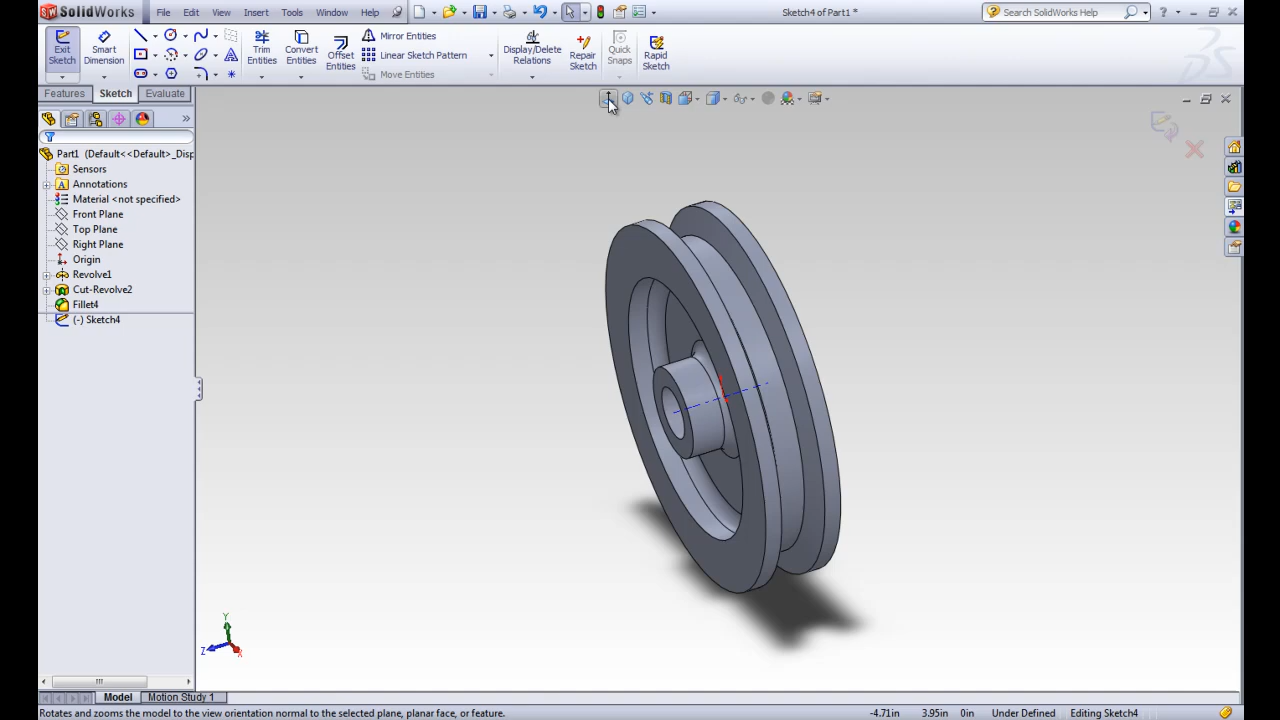 SolidWorks File Edit View Insert Tools Window Help Sketch4 of Part1 * Search SolidWorks Help
Exit Sketch
Smart Dimension
Trim Entities
Convert Entities
Offset Entities
Mirror Entities
Linear Sketch Pattern
Move Entities
Display/Delete Relations
Repair Sketch
Quick Snaps
Rapid Sketch
Features Sketch Evaluate
Part1 (Default<<Default>_Disp
Sensors
Annotations
Material <not specified>
Front Plane
Top Plane
Right Plane
Origin
Revolve1
Cut-Revolve2
Fillet4
(-) Sketch4
Y
Z X
Model Motion Study 1
Rotates and zooms the model to the view orientation normal to the selected plane, planar face, or feature. -4.71in 3.95in 0in Under Defined Editing Sketch4